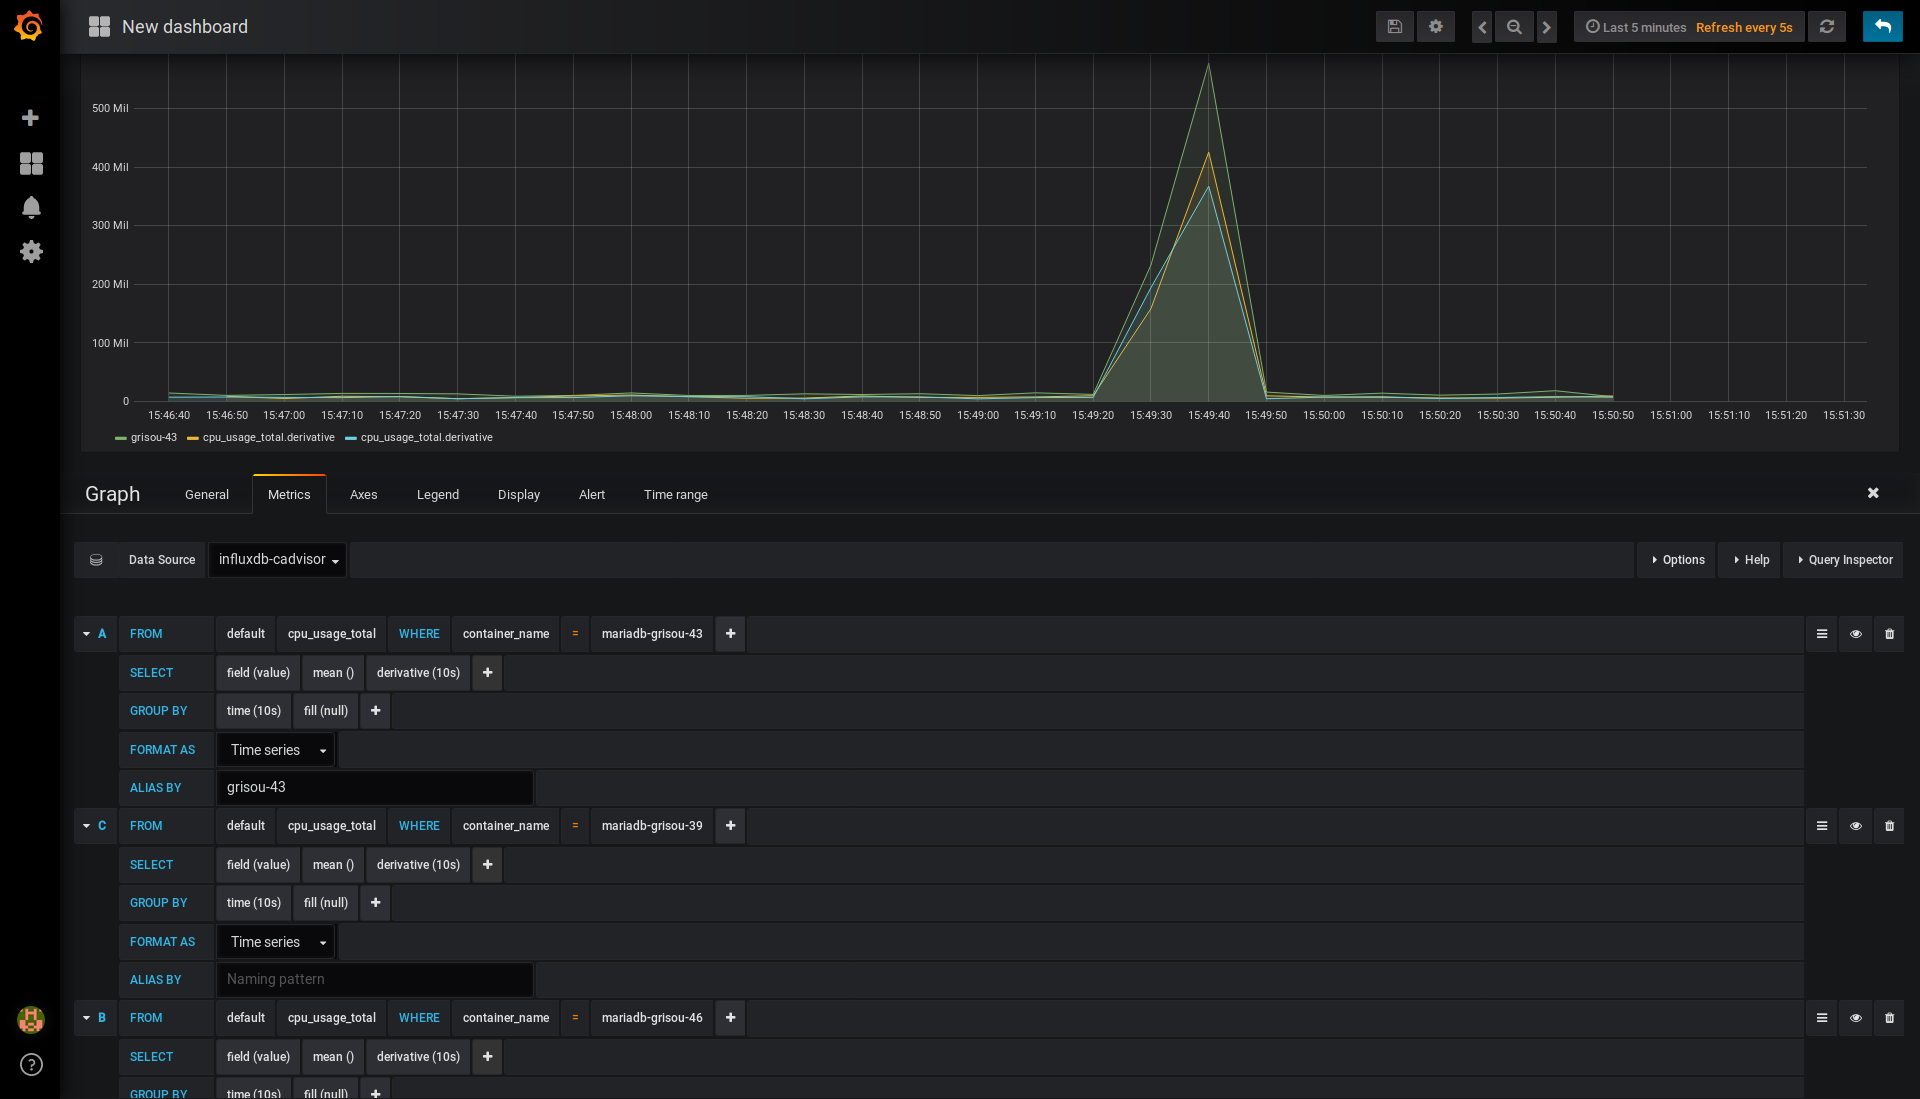 New dashboard
Last 5 minutes Refresh every 5s
500 Mil
400 Mil
300 Mil
200 Mil
100 Mil
0
15:46:40 15:46:50 15:47:00 15:47:10 15:47:20 15:47:30 15:47:40 15:47:50 15:48:00 15:48:10 15:48:20 15:48:30 15:48:40 15:48:50 15:49:00 15:49:10 15:49:20 15:49:30 15:49:40 15:49:50 15:50:00 15:50:10 15:50:20 15:50:30 15:50:40 15:50:50 15:51:00 15:51:10 15:51:20 15:51:30
grisou-43 cpu_usage_total.derivative cpu_usage_total.derivative
Graph General Metrics Axes Legend Display Alert Time range
Data Source influxdb-cadvisor Options Help Query Inspector
A FROM default cpu_usage_total WHERE container_name = mariadb-grisou-43
SELECT field (value) mean () derivative (10s)
GROUP BY time (10s) fill (null)
FORMAT AS Time series
ALIAS BY grisou-43
C FROM default cpu_usage_total WHERE container_name = mariadb-grisou-39
SELECT field (value) mean () derivative (10s)
GROUP BY time (10s) fill (null)
FORMAT AS Time series
ALIAS BY Naming pattern
B FROM default cpu_usage_total WHERE container_name = mariadb-grisou-46
SELECT field (value) mean () derivative (10s)
GROUP BY time (10s) fill (null)